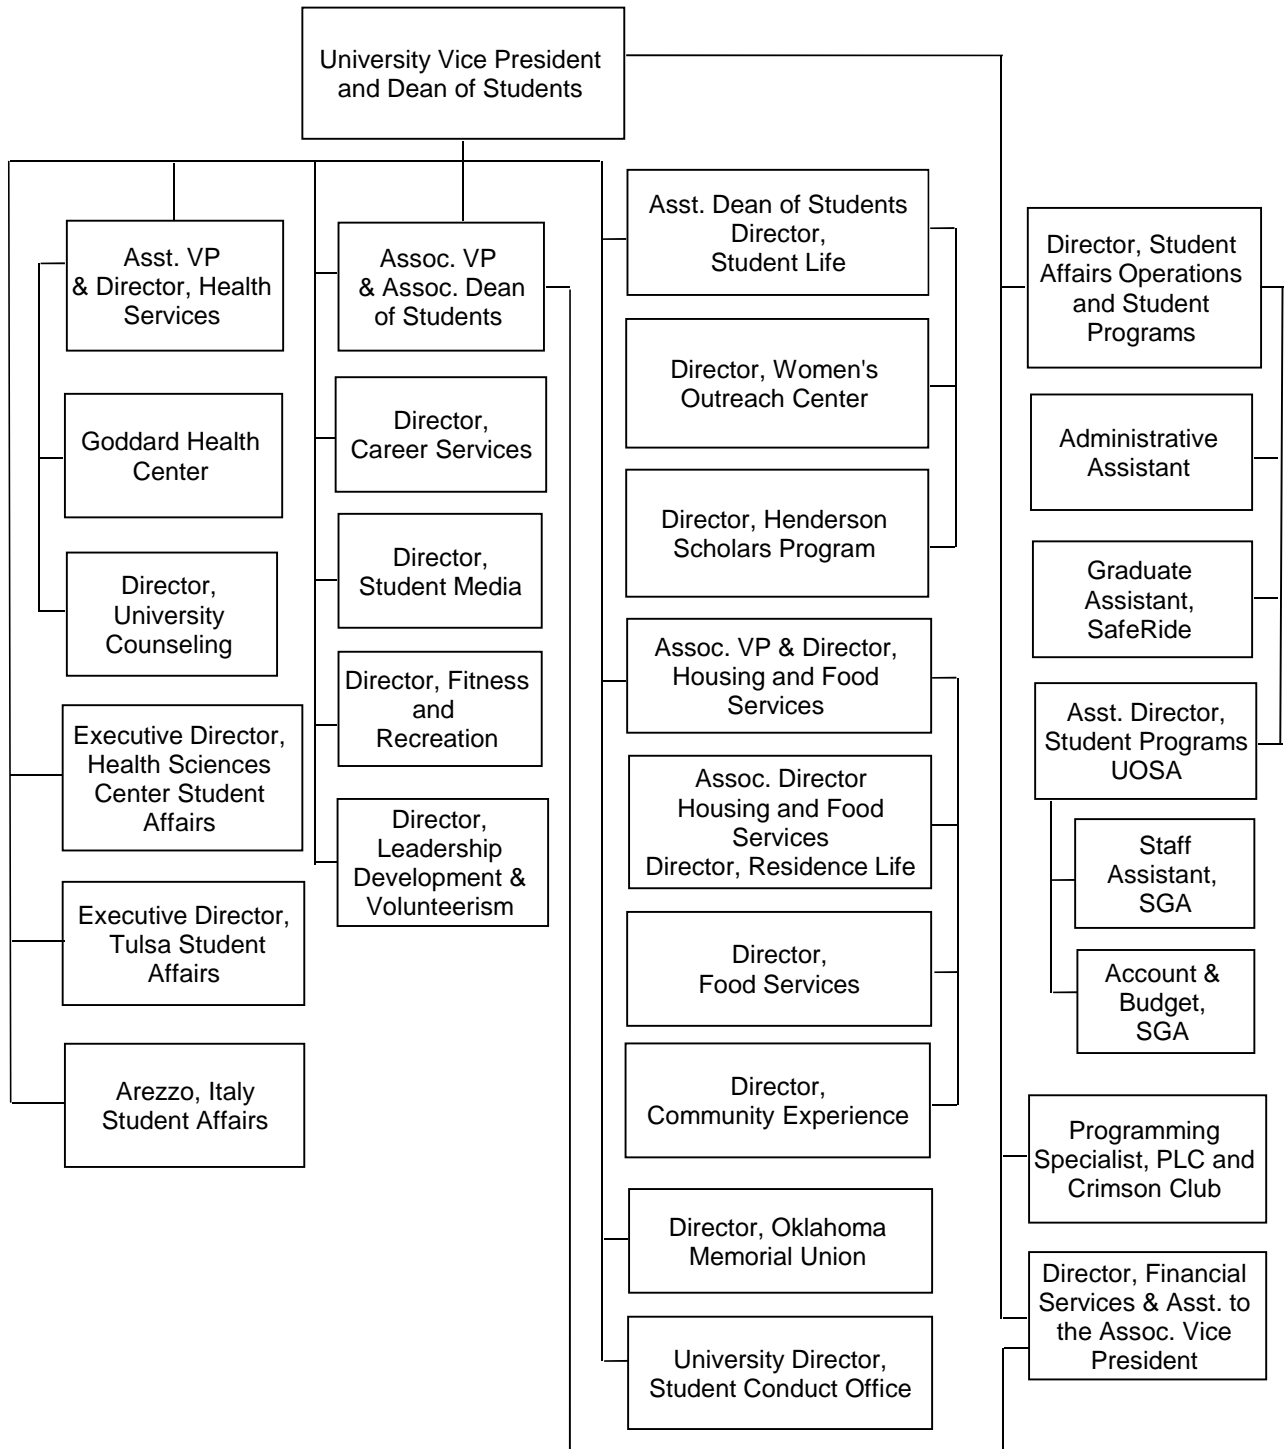 University Vice President
and Dean of Students
Asst. VP
& Director, Health
Services
Goddard Health
Center
Director,
University
Counseling
Executive Director,
Health Sciences
Center Student
Affairs
Executive Director,
Tulsa Student
Affairs
Arezzo, Italy
Student Affairs
Assoc. VP
& Assoc. Dean
of Students
Director,
Career Services
Director,
Student Media
Director, Fitness
and
Recreation
Director,
Leadership
Development &
Volunteerism
Asst. Dean of Students
Director,
Student Life
Director, Women's
Outreach Center
Director, Henderson
Scholars Program
Assoc. VP & Director,
Housing and Food
Services
Assoc. Director
Housing and Food
Services
Director, Residence Life
Director,
Food Services
Director,
Community Experience
Director, Oklahoma
Memorial Union
University Director,
Student Conduct Office
Director, Student
Affairs Operations
and Student
Programs
Administrative
Assistant
Graduate
Assistant,
SafeRide
Asst. Director,
Student Programs
UOSA
Staff
Assistant,
SGA
Account &
Budget,
SGA
Programming
Specialist, PLC and
Crimson Club
Director, Financial
Services & Asst. to
the Assoc. Vice
President